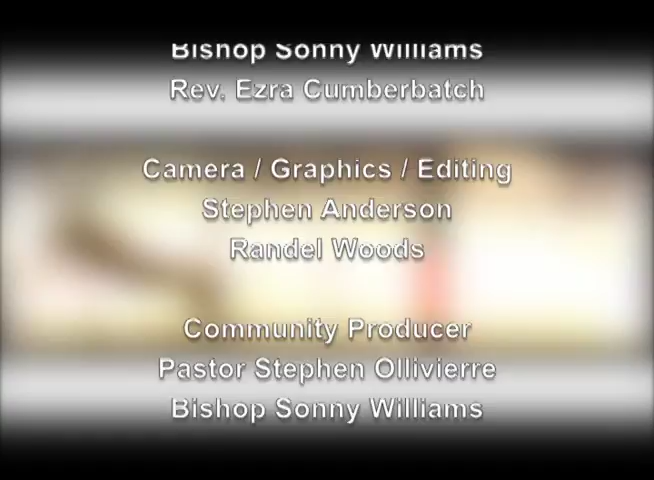 Bishop Sonny Williams
Rev. Ezra Cumberbatch
Camera / Graphics / Editing
Stephen Anderson
Randel Woods
Community Producer
Pastor Stephen Ollivierre
Bishop Sonny Williams